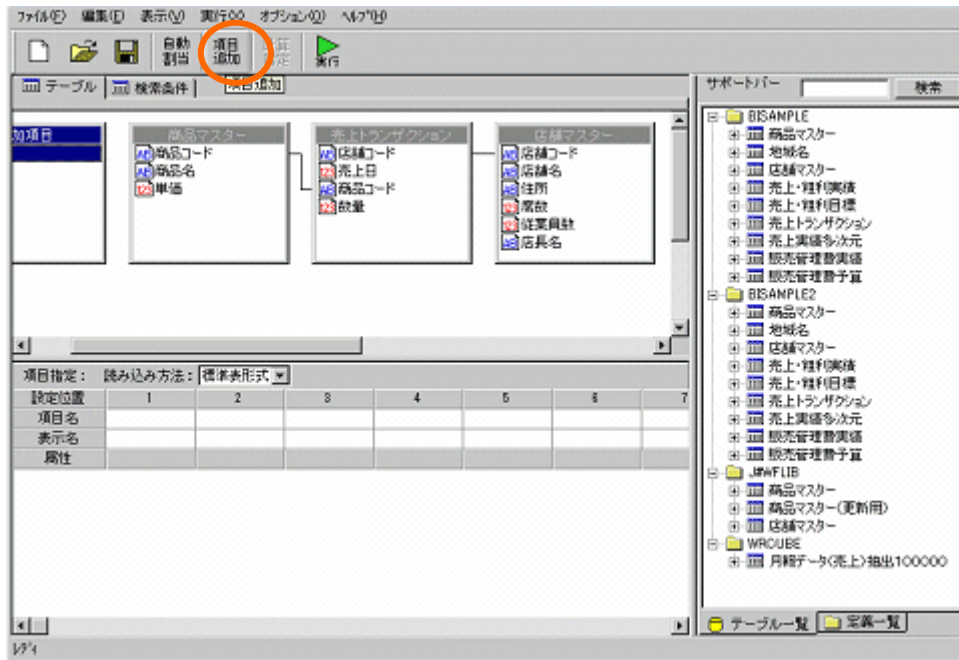 ファイル(F) 編集(E) 表示(V) 実行(X) オプション(O) ヘルプ(H)
自動割当 項目追加 実行
テーブル 検索条件 項目追加
サポートバー 検索
加項目
商品マスター
商品コード
商品名
単価
売上トランザクション
店舗コード
売上日
商品コード
数量
店舗マスター
店舗コード
店舗名
住所
席数
従業員数
店長名
項目指定： 読み込み方法： 標準表形式
設定位置 1 2 3 4 5 6 7
項目名
表示名
属性
BISAMPLE
商品マスター
地域名
店舗マスター
売上・粗利実績
売上・粗利目標
売上トランザクション
売上実績多次元
販売管理費実績
販売管理費予算
BISAMPLE2
商品マスター
地域名
店舗マスター
売上・粗利実績
売上・粗利目標
売上トランザクション
売上実績多次元
販売管理費実績
販売管理費予算
J#WFLIB
商品マスター
商品マスター(更新用)
店舗マスター
WRCUBE
月報データ(売上)抽出100000
テーブル一覧 定義一覧
レディ